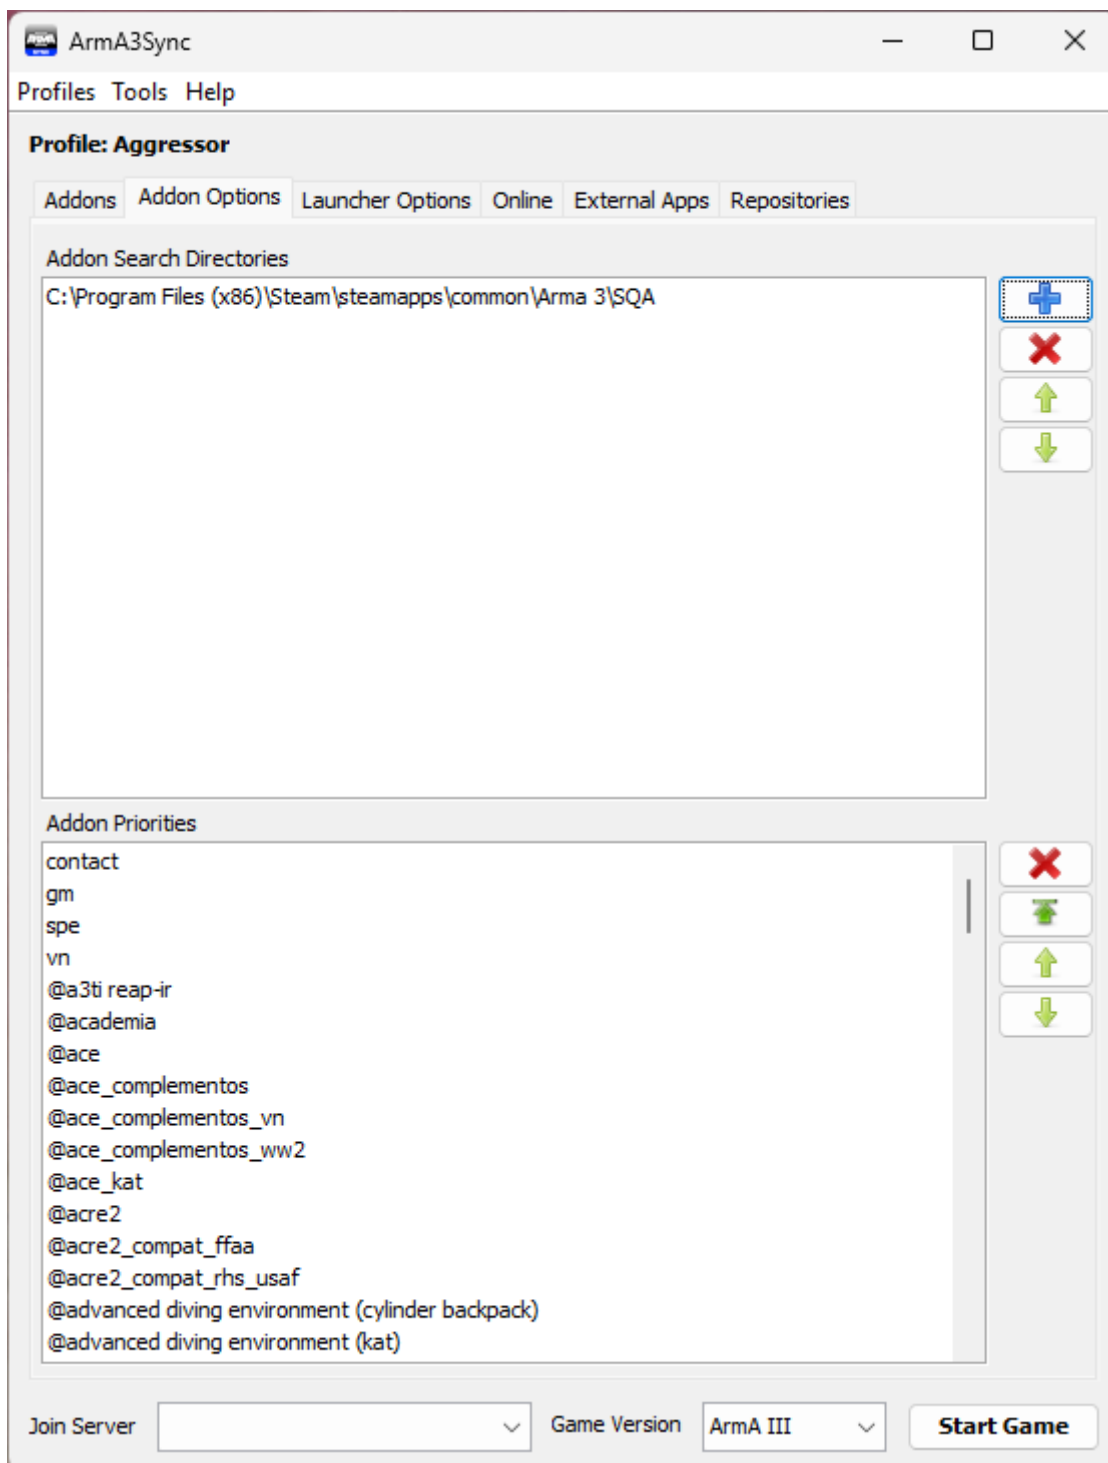 ArmA3Sync
Profiles Tools Help
Profile: Aggressor
Addons Addon Options Launcher Options Online External Apps Repositories
Addon Search Directories
C:\Program Files (x86)\Steam\steamapps\common\Arma 3\SQA
Addon Priorities
contact
gm
spe
vn
@a3ti reap-ir
@academia
@ace
@ace_complementos
@ace_complementos_vn
@ace_complementos_ww2
@ace_kat
@acre2
@acre2_compat_ffaa
@acre2_compat_rhs_usaf
@advanced diving environment (cylinder backpack)
@advanced diving environment (kat)
Join Server Game Version ArmA III Start Game